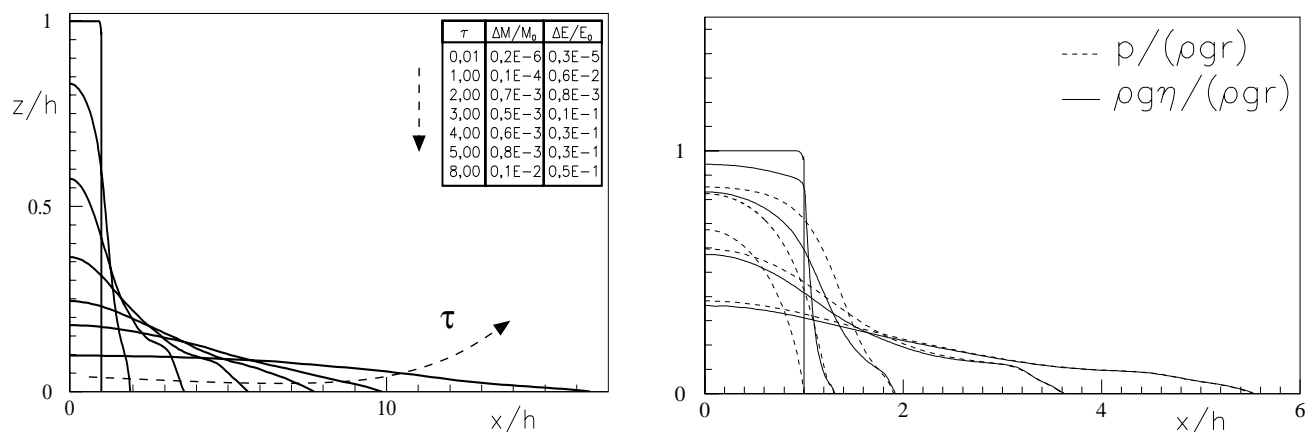 1
z/h
0.5
0
0
10
x/h
τ ΔM/M₀ ΔE/E₀
0,01 0,2E−6 0,3E−5
1,00 0,1E−4 0,6E−2
2,00 0,7E−3 0,8E−3
3,00 0,5E−3 0,1E−1
4,00 0,6E−3 0,3E−1
5,00 0,8E−3 0,3E−1
8,00 0,1E−2 0,5E−1
τ
p/(ρgr)
ρgη/(ρgr)
1
0
0
2
4
x/h
6